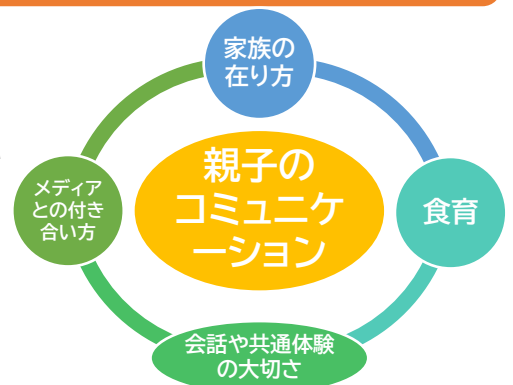 家族の
在り方
親子の
コミュニケ
ーション
メディア
との付き
合い方
食育
会話や共通体験
の大切さ